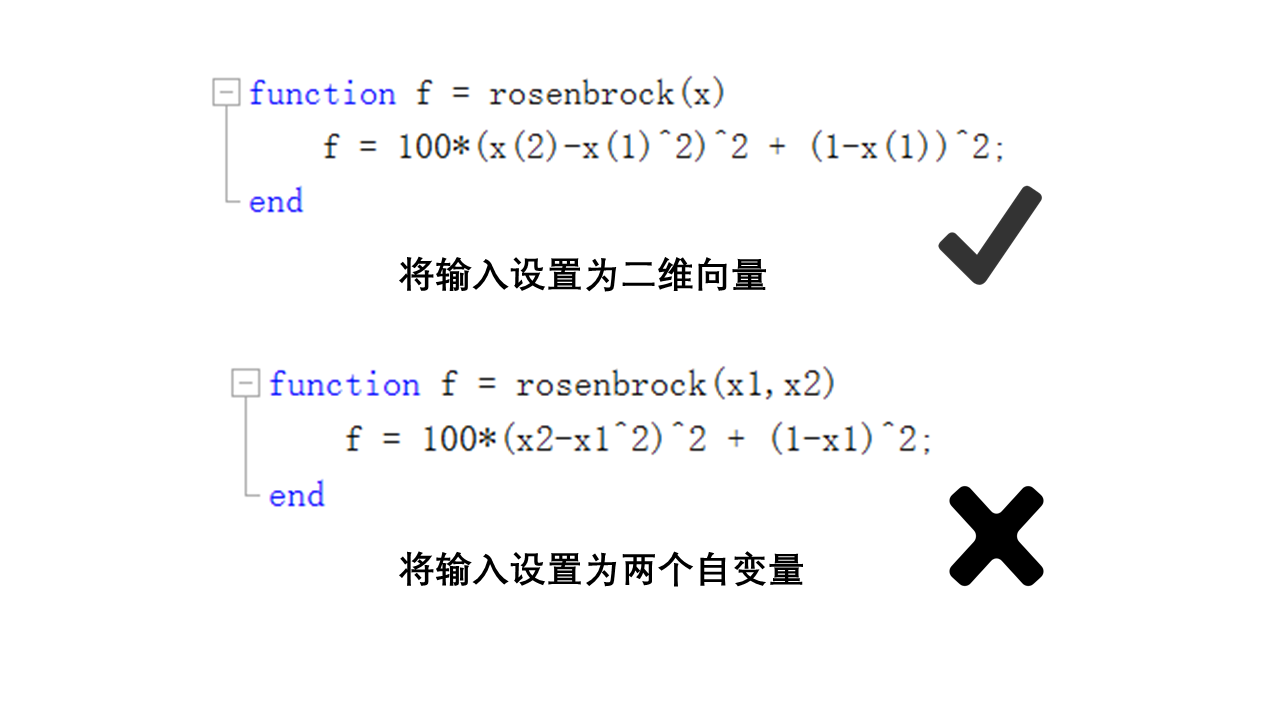 function f = rosenbrock(x)
f = 100*(x(2)-x(1)^2)^2 + (1-x(1))^2;
end
将输入设置为二维向量
function f = rosenbrock(x1,x2)
f = 100*(x2-x1^2)^2 + (1-x1)^2;
end
将输入设置为两个自变量